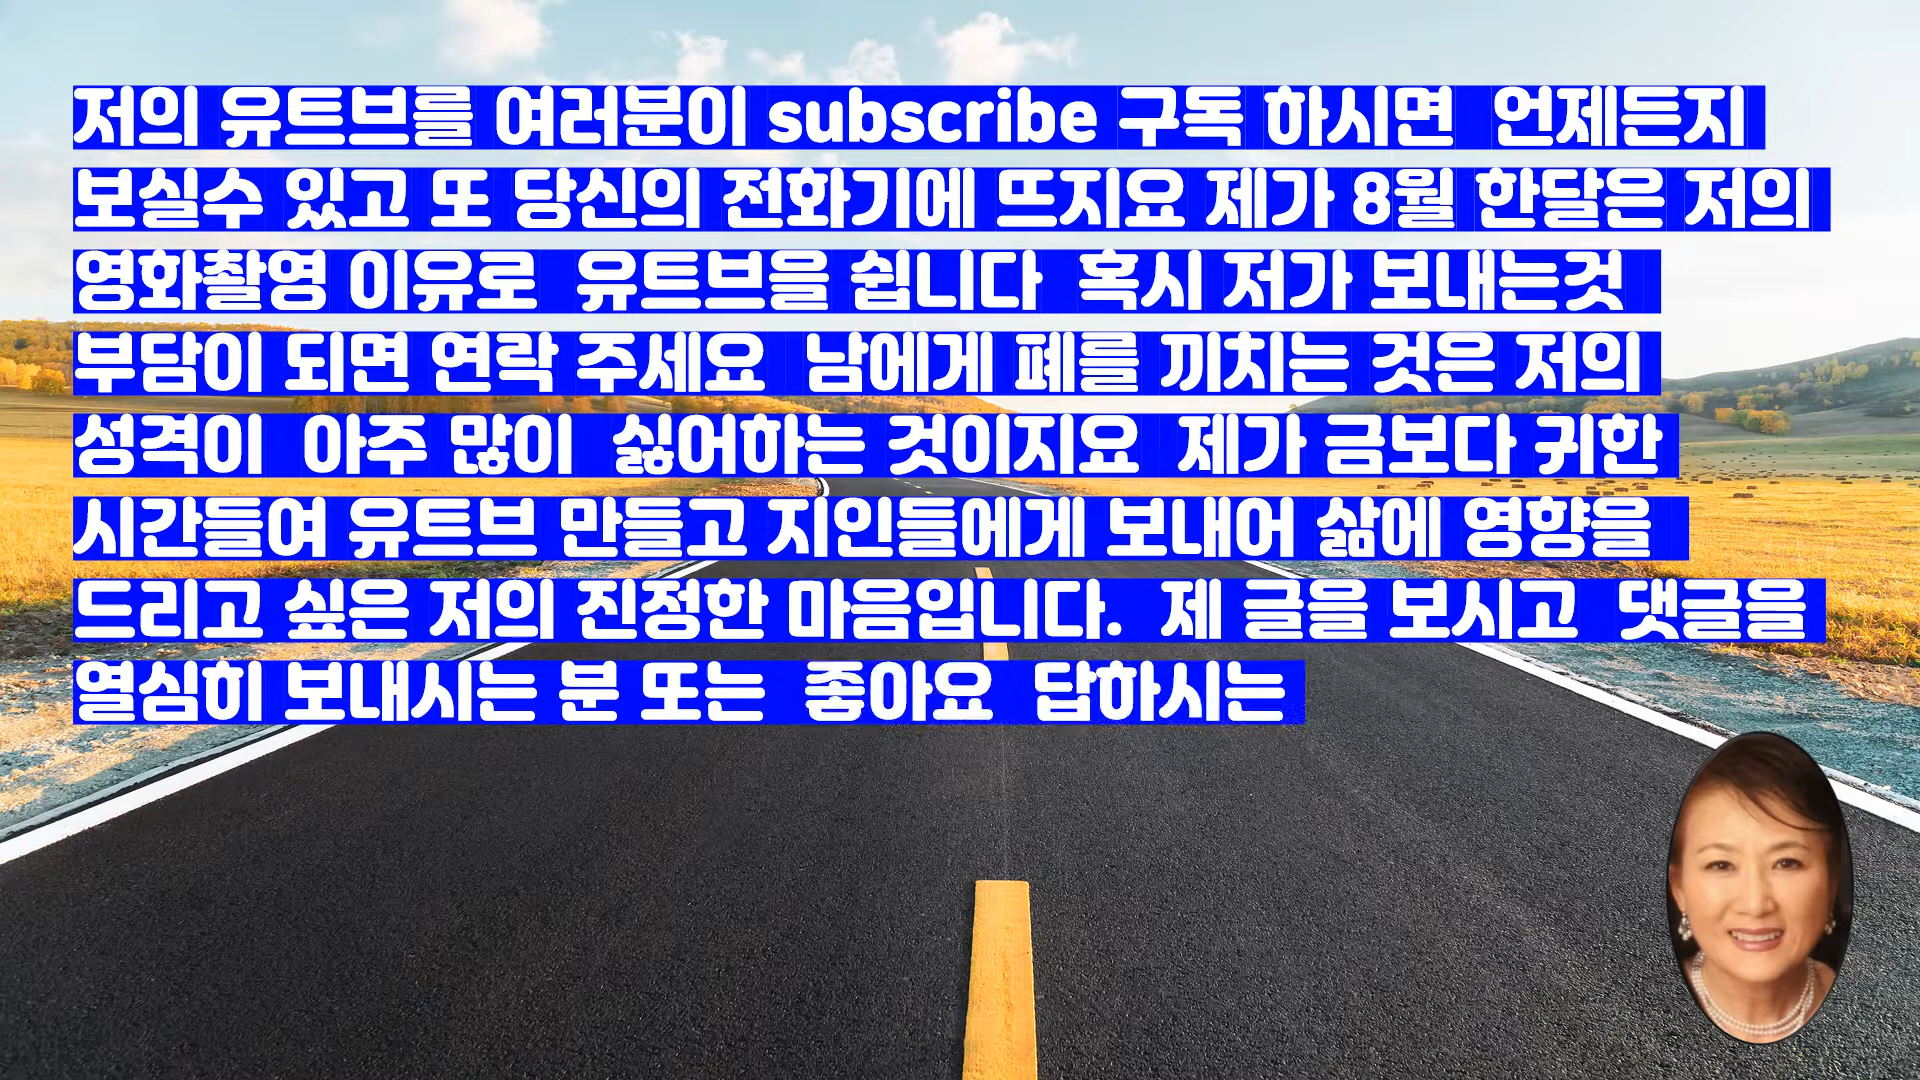 저의 유트브를 여러분이 subscribe 구독 하시면 언제든지
보실수 있고 또 당신의 전화기에 뜨지요 제가 8월 한달은 저의
영화촬영 이유로 유트브을 쉽니다 혹시 저가 보내는것
부담이 되면 연락 주세요 남에게 폐를 끼치는 것은 저의
성격이 아주 많이 싫어하는 것이지요 제가 금보다 귀한
시간들여 유트브 만들고 지인들에게 보내어 삶에 영향을
드리고 싶은 저의 진정한 마음입니다. 제 글을 보시고 댓글을
열심히 보내시는 분 또는 좋아요 답하시는